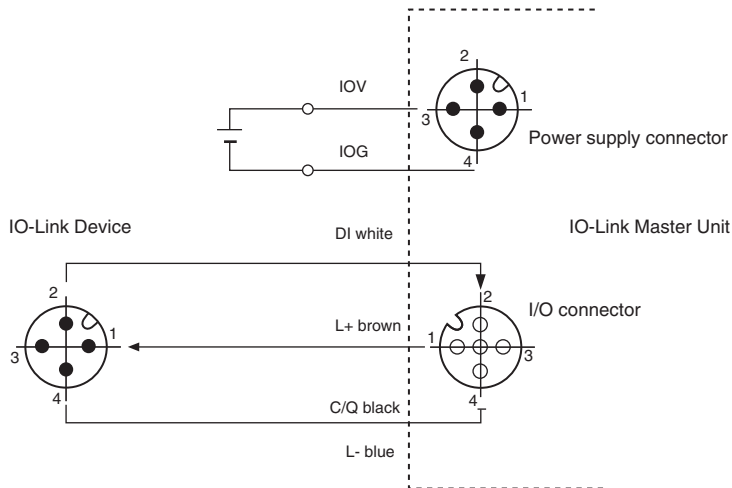 2
IOV
1
3
Power supply connector
IOG
4
IO-Link Device
DI white
IO-Link Master Unit
2
2
I/O connector
1
L+ brown
1
3
3
4
4
C/Q black
L- blue